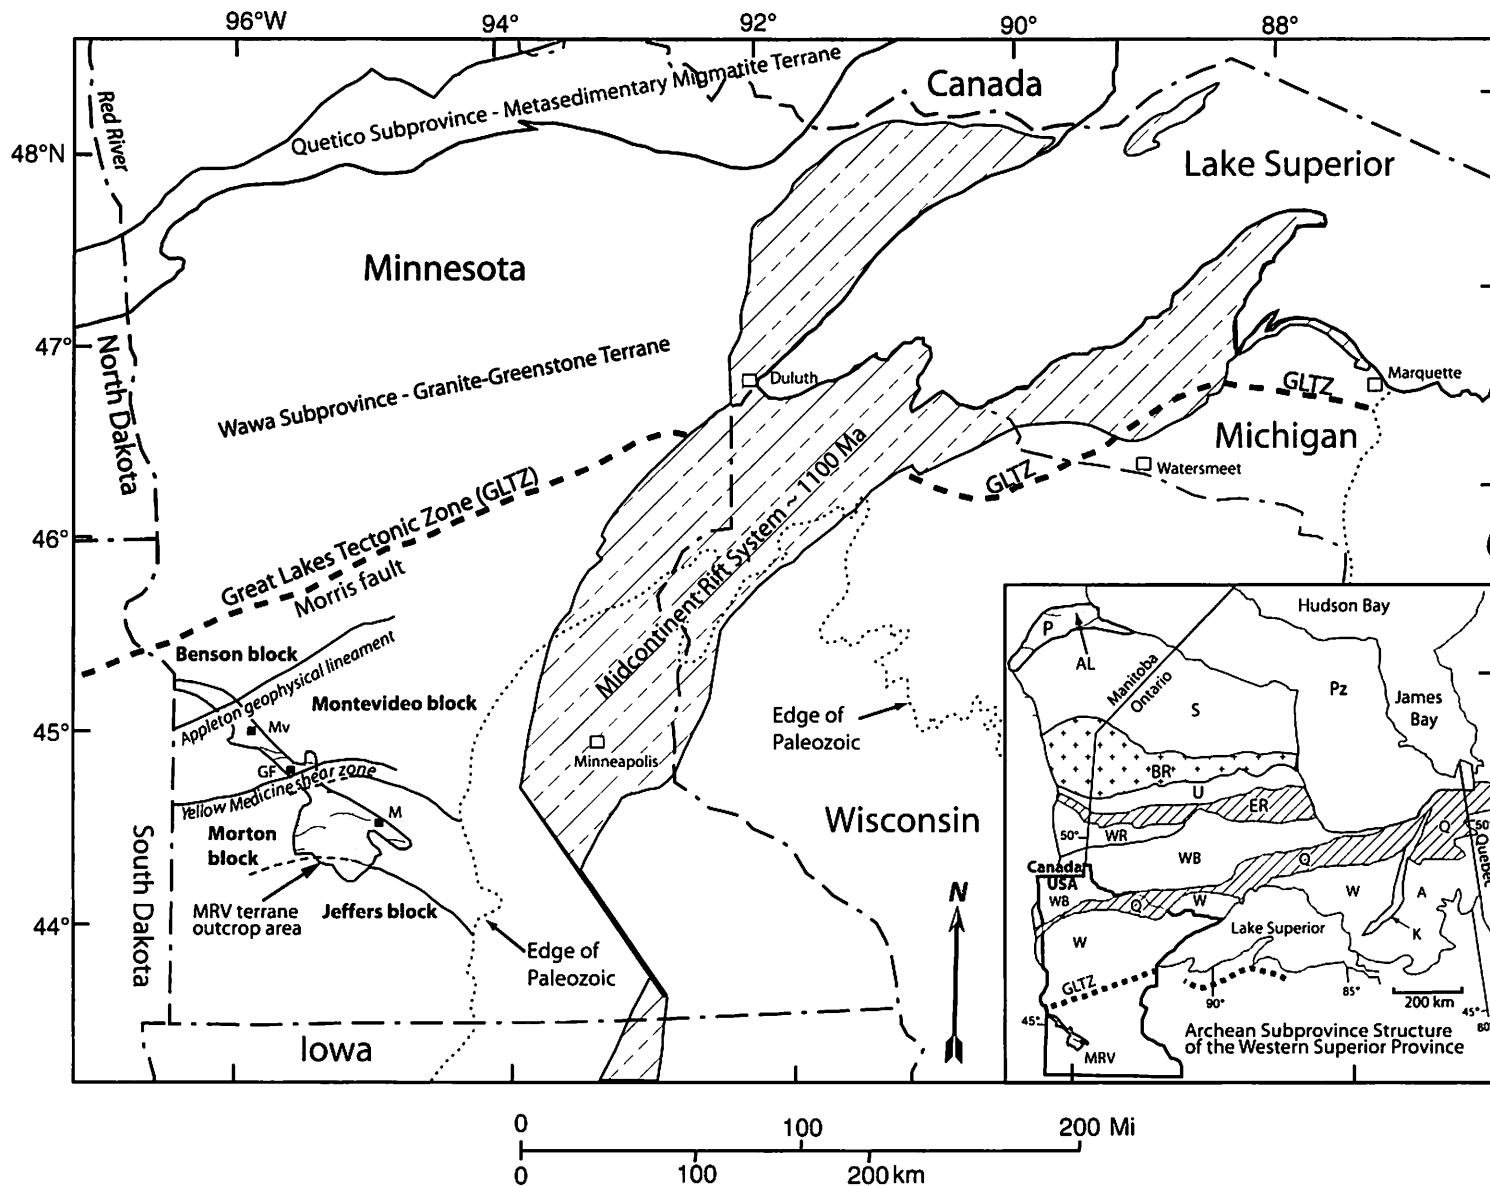 96°W
94°
92°
90°
88°
Canada
Quetico Subprovince - Metasedimentary Migmatite Terrane
Red River
48°N
Lake Superior
Minnesota
North Dakota
47°
Wawa Subprovince - Granite-Greenstone Terrane
Duluth
Marquette
GLTZ
Michigan
Watersmeet
GLTZ
Great Lakes Tectonic Zone (GLTZ)
Morris fault
Midcontinent Rift System ~ 1100 Ma
46°
Benson block
Appleton geophysical lineament
Montevideo block
Mv
45°
GF
Yellow Medicine shear zone
M
Morton
block
Minneapolis
Edge of
Paleozoic
Wisconsin
South Dakota
MRV terrane
outcrop area
Jeffers block
44°
Edge of
Paleozoic
N
Iowa
Hudson Bay
P
AL
Manitoba
Ontario
Pz
S
James
Bay
BR
U
ER
50°
WR
WB
Q
Q
50°
Quebec
Canada
USA
WB
Q
W
W
A
K
W
Lake Superior
GLTZ
90°
85°
200 km
45°
80°
45°
MRV
Archean Subprovince Structure
of the Western Superior Province
0
100
200 Mi
0
100
200km